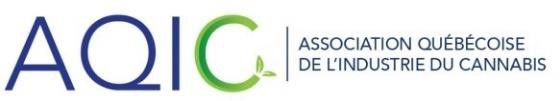 AQIC
ASSOCIATION QUÉBÉCOISE
DE L'INDUSTRIE DU CANNABIS